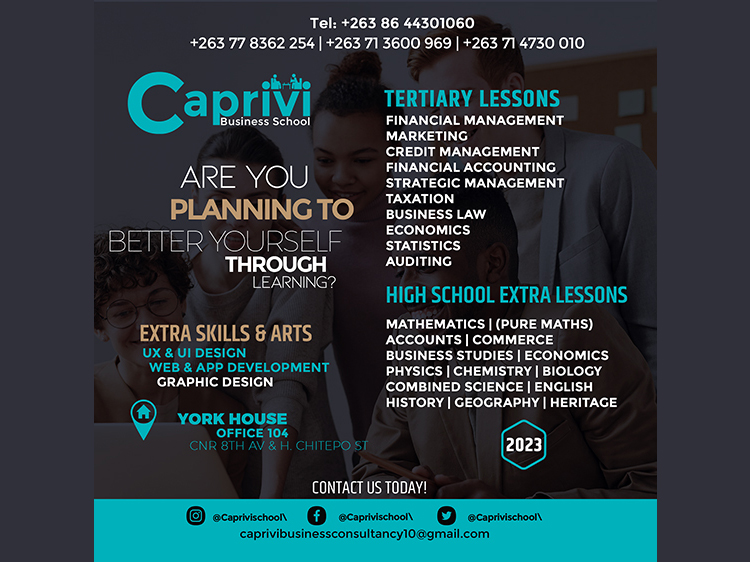 Tel: +263 86 44301060
+263 77 8362 254 | +263 71 3600 969 | +263 71 4730 010
Caprivi
Business School
ARE YOU
PLANNING TO
BETTER YOURSELF
THROUGH
LEARNING?
EXTRA SKILLS & ARTS
UX & UI DESIGN
WEB & APP DEVELOPMENT
GRAPHIC DESIGN
YORK HOUSE
OFFICE 104
CNR 8TH AV & H, CHITEPO ST
TERTIARY LESSONS
FINANCIAL MANAGEMENT
MARKETING
CREDIT MANAGEMENT
FINANCIAL ACCOUNTING
STRATEGIC MANAGEMENT
TAXATION
BUSINESS LAW
ECONOMICS
STATISTICS
AUDITING
HIGH SCHOOL EXTRA LESSONS
MATHEMATICS | (PURE MATHS)
ACCOUNTS | COMMERCE
BUSINESS STUDIES | ECONOMICS
PHYSICS | CHEMISTRY | BIOLOGY
COMBINED SCIENCE | ENGLISH
HISTORY | GEOGRAPHY | HERITAGE
2023
CONTACT US TODAY!
@Caprivischool\ @Caprivischool\ @Caprivischool\
caprivibusinessconsultancy10@gmail.com